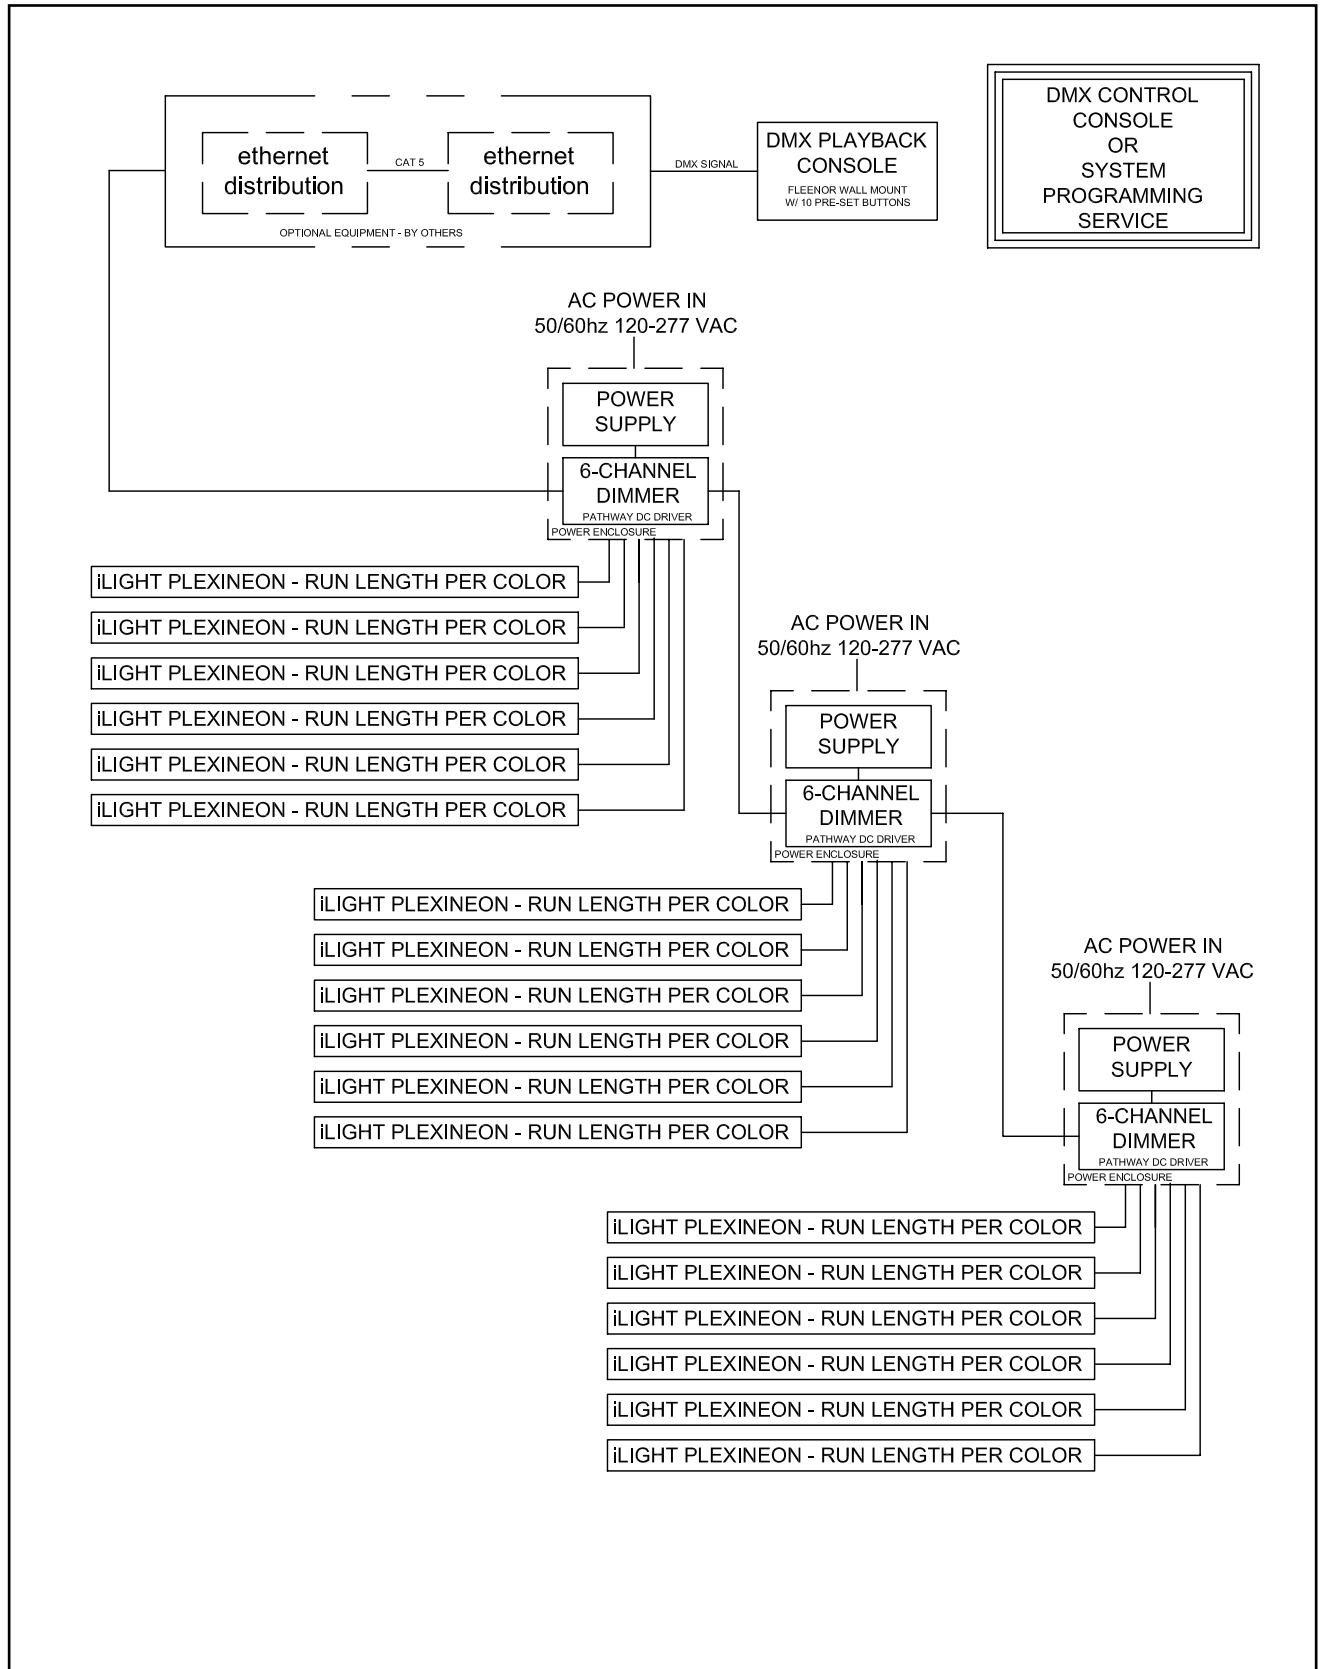 DMX CONTROL
CONSOLE
OR
SYSTEM
PROGRAMMING
SERVICE
ethernet
distribution
CAT 5
ethernet
distribution
OPTIONAL EQUIPMENT - BY OTHERS
DMX SIGNAL
DMX PLAYBACK
CONSOLE
FLEENOR WALL MOUNT
W/ 10 PRE-SET BUTTONS
AC POWER IN
50/60hz 120-277 VAC
POWER
SUPPLY
6-CHANNEL
DIMMER
PATHWAY DC DRIVER
POWER ENCLOSURE
iLIGHT PLEXINEON - RUN LENGTH PER COLOR
iLIGHT PLEXINEON - RUN LENGTH PER COLOR
iLIGHT PLEXINEON - RUN LENGTH PER COLOR
iLIGHT PLEXINEON - RUN LENGTH PER COLOR
iLIGHT PLEXINEON - RUN LENGTH PER COLOR
iLIGHT PLEXINEON - RUN LENGTH PER COLOR
AC POWER IN
50/60hz 120-277 VAC
POWER
SUPPLY
6-CHANNEL
DIMMER
PATHWAY DC DRIVER
POWER ENCLOSURE
iLIGHT PLEXINEON - RUN LENGTH PER COLOR
iLIGHT PLEXINEON - RUN LENGTH PER COLOR
iLIGHT PLEXINEON - RUN LENGTH PER COLOR
iLIGHT PLEXINEON - RUN LENGTH PER COLOR
iLIGHT PLEXINEON - RUN LENGTH PER COLOR
iLIGHT PLEXINEON - RUN LENGTH PER COLOR
AC POWER IN
50/60hz 120-277 VAC
POWER
SUPPLY
6-CHANNEL
DIMMER
PATHWAY DC DRIVER
POWER ENCLOSURE
iLIGHT PLEXINEON - RUN LENGTH PER COLOR
iLIGHT PLEXINEON - RUN LENGTH PER COLOR
iLIGHT PLEXINEON - RUN LENGTH PER COLOR
iLIGHT PLEXINEON - RUN LENGTH PER COLOR
iLIGHT PLEXINEON - RUN LENGTH PER COLOR
iLIGHT PLEXINEON - RUN LENGTH PER COLOR